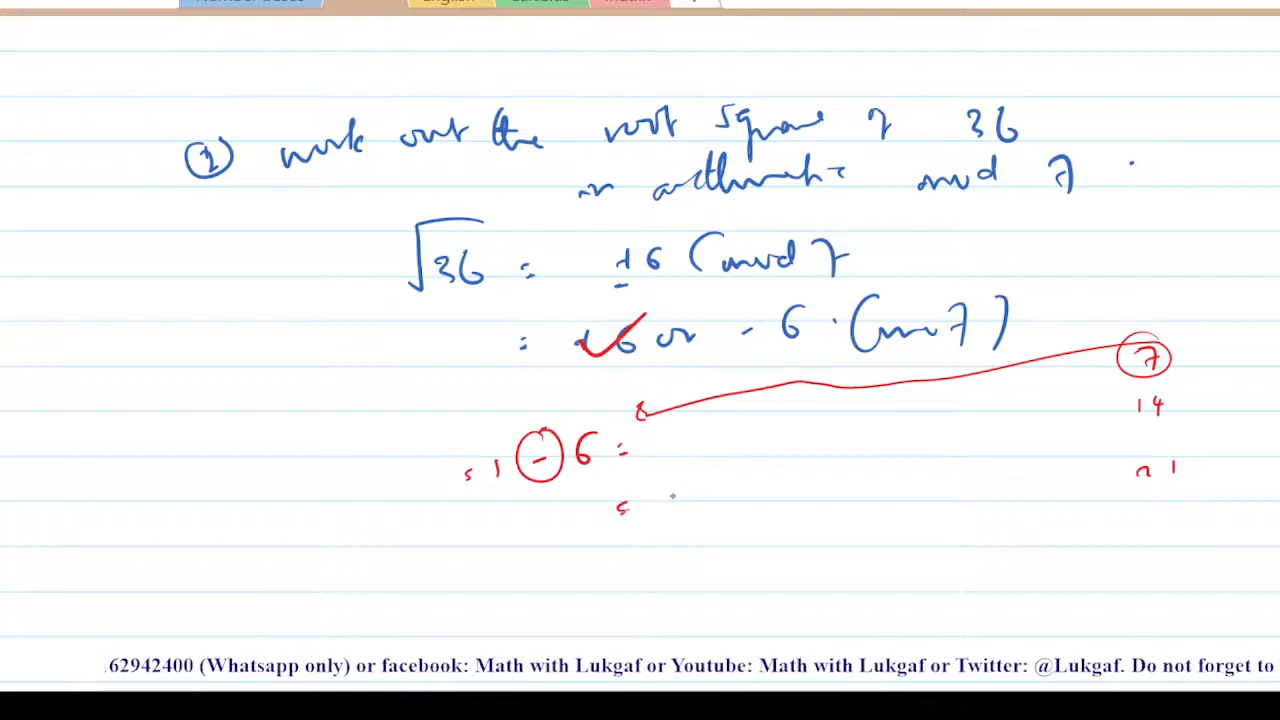 English
① work out the root square of 36
in arithmetic mod 7
√36 = ±6 (mod 7
= +6 or - 6 · (mod 7)
7
14
21
- 6 =
62942400 (Whatsapp only) or facebook: Math with Lukgaf or Youtube: Math with Lukgaf or Twitter: @Lukgaf. Do not forget to